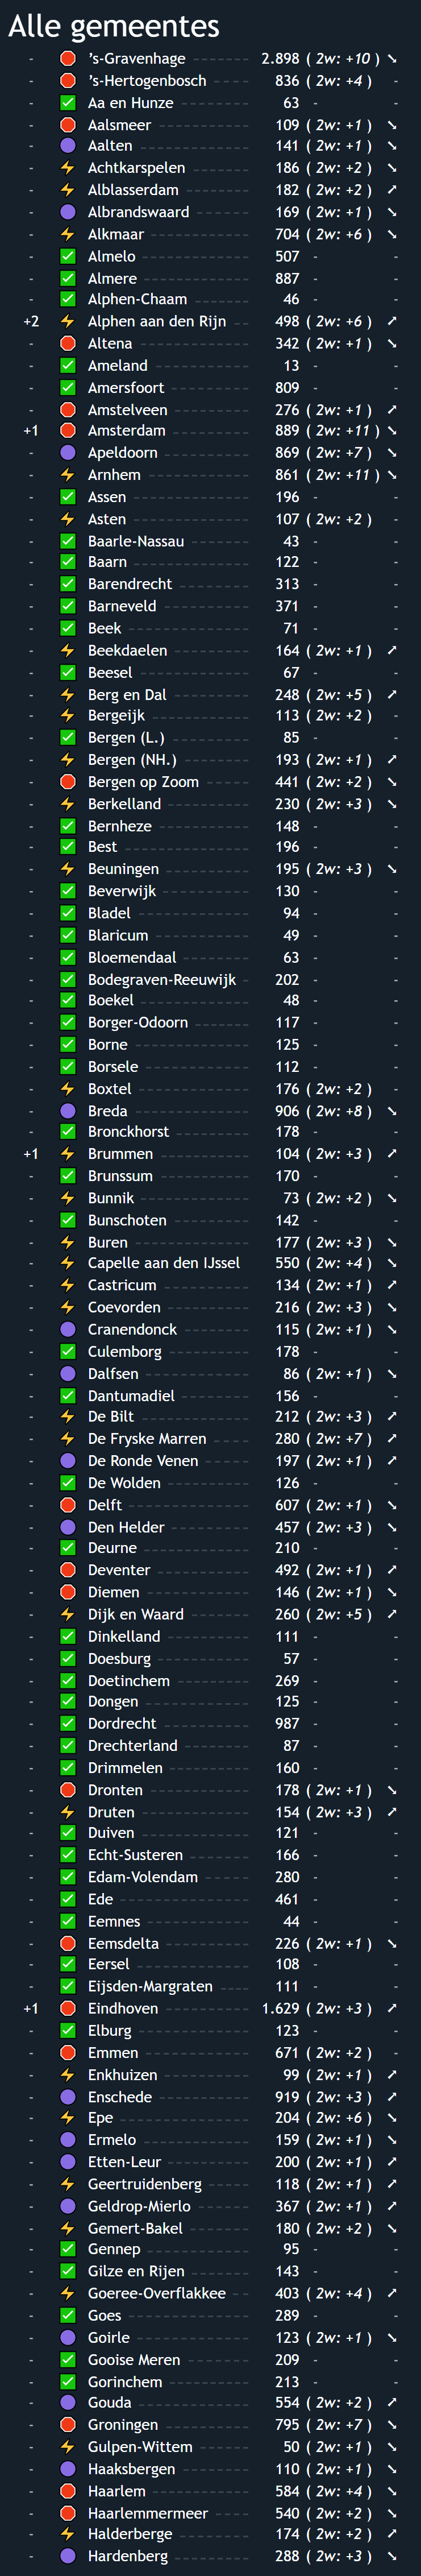 Alle gemeentes
- 's-Gravenhage 2.898 ( 2w: +10 ) ➘
- 's-Hertogenbosch 836 ( 2w: +4 ) -
- Aa en Hunze 63 - -
- Aalsmeer 109 ( 2w: +1 ) ➘
- Aalten 141 ( 2w: +1 ) ➘
- Achtkarspelen 186 ( 2w: +2 ) ➘
- Alblasserdam 182 ( 2w: +2 ) ➚
- Albrandswaard 169 ( 2w: +1 ) ➘
- Alkmaar 704 ( 2w: +6 ) ➘
- Almelo 507 - -
- Almere 887 - -
- Alphen-Chaam 46 - -
+2 Alphen aan den Rijn 498 ( 2w: +6 ) ➚
- Altena 342 ( 2w: +1 ) ➘
- Ameland 13 - -
- Amersfoort 809 - -
- Amstelveen 276 ( 2w: +1 ) ➚
+1 Amsterdam 889 ( 2w: +11 ) ➘
- Apeldoorn 869 ( 2w: +7 ) ➘
- Arnhem 861 ( 2w: +11 ) ➘
- Assen 196 - -
- Asten 107 ( 2w: +2 ) -
- Baarle-Nassau 43 - -
- Baarn 122 - -
- Barendrecht 313 - -
- Barneveld 371 - -
- Beek 71 - -
- Beekdaelen 164 ( 2w: +1 ) ➚
- Beesel 67 - -
- Berg en Dal 248 ( 2w: +5 ) ➚
- Bergeijk 113 ( 2w: +2 ) -
- Bergen (L.) 85 - -
- Bergen (NH.) 193 ( 2w: +1 ) ➚
- Bergen op Zoom 441 ( 2w: +2 ) ➘
- Berkelland 230 ( 2w: +3 ) ➘
- Bernheze 148 - -
- Best 196 - -
- Beuningen 195 ( 2w: +3 ) ➘
- Beverwijk 130 - -
- Bladel 94 - -
- Blaricum 49 - -
- Bloemendaal 63 - -
- Bodegraven-Reeuwijk 202 - -
- Boekel 48 - -
- Borger-Odoorn 117 - -
- Borne 125 - -
- Borsele 112 - -
- Boxtel 176 ( 2w: +2 ) -
- Breda 906 ( 2w: +8 ) ➘
- Bronckhorst 178 - -
+1 Brummen 104 ( 2w: +3 ) ➚
- Brunssum 170 - -
- Bunnik 73 ( 2w: +2 ) ➘
- Bunschoten 142 - -
- Buren 177 ( 2w: +3 ) ➘
- Capelle aan den IJssel 550 ( 2w: +4 ) ➘
- Castricum 134 ( 2w: +1 ) ➚
- Coevorden 216 ( 2w: +3 ) ➘
- Cranendonck 115 ( 2w: +1 ) ➘
- Culemborg 178 - -
- Dalfsen 86 ( 2w: +1 ) ➘
- Dantumadiel 156 - -
- De Bilt 212 ( 2w: +3 ) ➚
- De Fryske Marren 280 ( 2w: +7 ) ➚
- De Ronde Venen 197 ( 2w: +1 ) ➚
- De Wolden 126 - -
- Delft 607 ( 2w: +1 ) ➘
- Den Helder 457 ( 2w: +3 ) ➘
- Deurne 210 - -
- Deventer 492 ( 2w: +1 ) ➚
- Diemen 146 ( 2w: +1 ) ➘
- Dijk en Waard 260 ( 2w: +5 ) ➚
- Dinkelland 111 - -
- Doesburg 57 - -
- Doetinchem 269 - -
- Dongen 125 - -
- Dordrecht 987 - -
- Drechterland 87 - -
- Drimmelen 160 - -
- Dronten 178 ( 2w: +1 ) ➘
- Druten 154 ( 2w: +3 ) ➚
- Duiven 121 - -
- Echt-Susteren 166 - -
- Edam-Volendam 280 - -
- Ede 461 - -
- Eemnes 44 - -
- Eemsdelta 226 ( 2w: +1 ) ➘
- Eersel 108 - -
- Eijsden-Margraten 111 - -
+1 Eindhoven 1.629 ( 2w: +3 ) ➚
- Elburg 123 - -
- Emmen 671 ( 2w: +2 ) -
- Enkhuizen 99 ( 2w: +1 ) ➚
- Enschede 919 ( 2w: +3 ) ➚
- Epe 204 ( 2w: +6 ) ➘
- Ermelo 159 ( 2w: +1 ) ➘
- Etten-Leur 200 ( 2w: +1 ) ➚
- Geertruidenberg 118 ( 2w: +1 ) ➚
- Geldrop-Mierlo 367 ( 2w: +1 ) ➚
- Gemert-Bakel 180 ( 2w: +2 ) ➘
- Gennep 95 - -
- Gilze en Rijen 143 - -
- Goeree-Overflakkee 403 ( 2w: +4 ) ➚
- Goes 289 - -
- Goirle 123 ( 2w: +1 ) ➘
- Gooise Meren 209 - -
- Gorinchem 213 - -
- Gouda 554 ( 2w: +2 ) ➚
- Groningen 795 ( 2w: +7 ) ➘
- Gulpen-Wittem 50 ( 2w: +1 ) ➘
- Haaksbergen 110 ( 2w: +1 ) ➘
- Haarlem 584 ( 2w: +4 ) ➘
- Haarlemmermeer 540 ( 2w: +2 ) ➘
- Halderberge 174 ( 2w: +2 ) ➚
- Hardenberg 288 ( 2w: +3 ) ➘